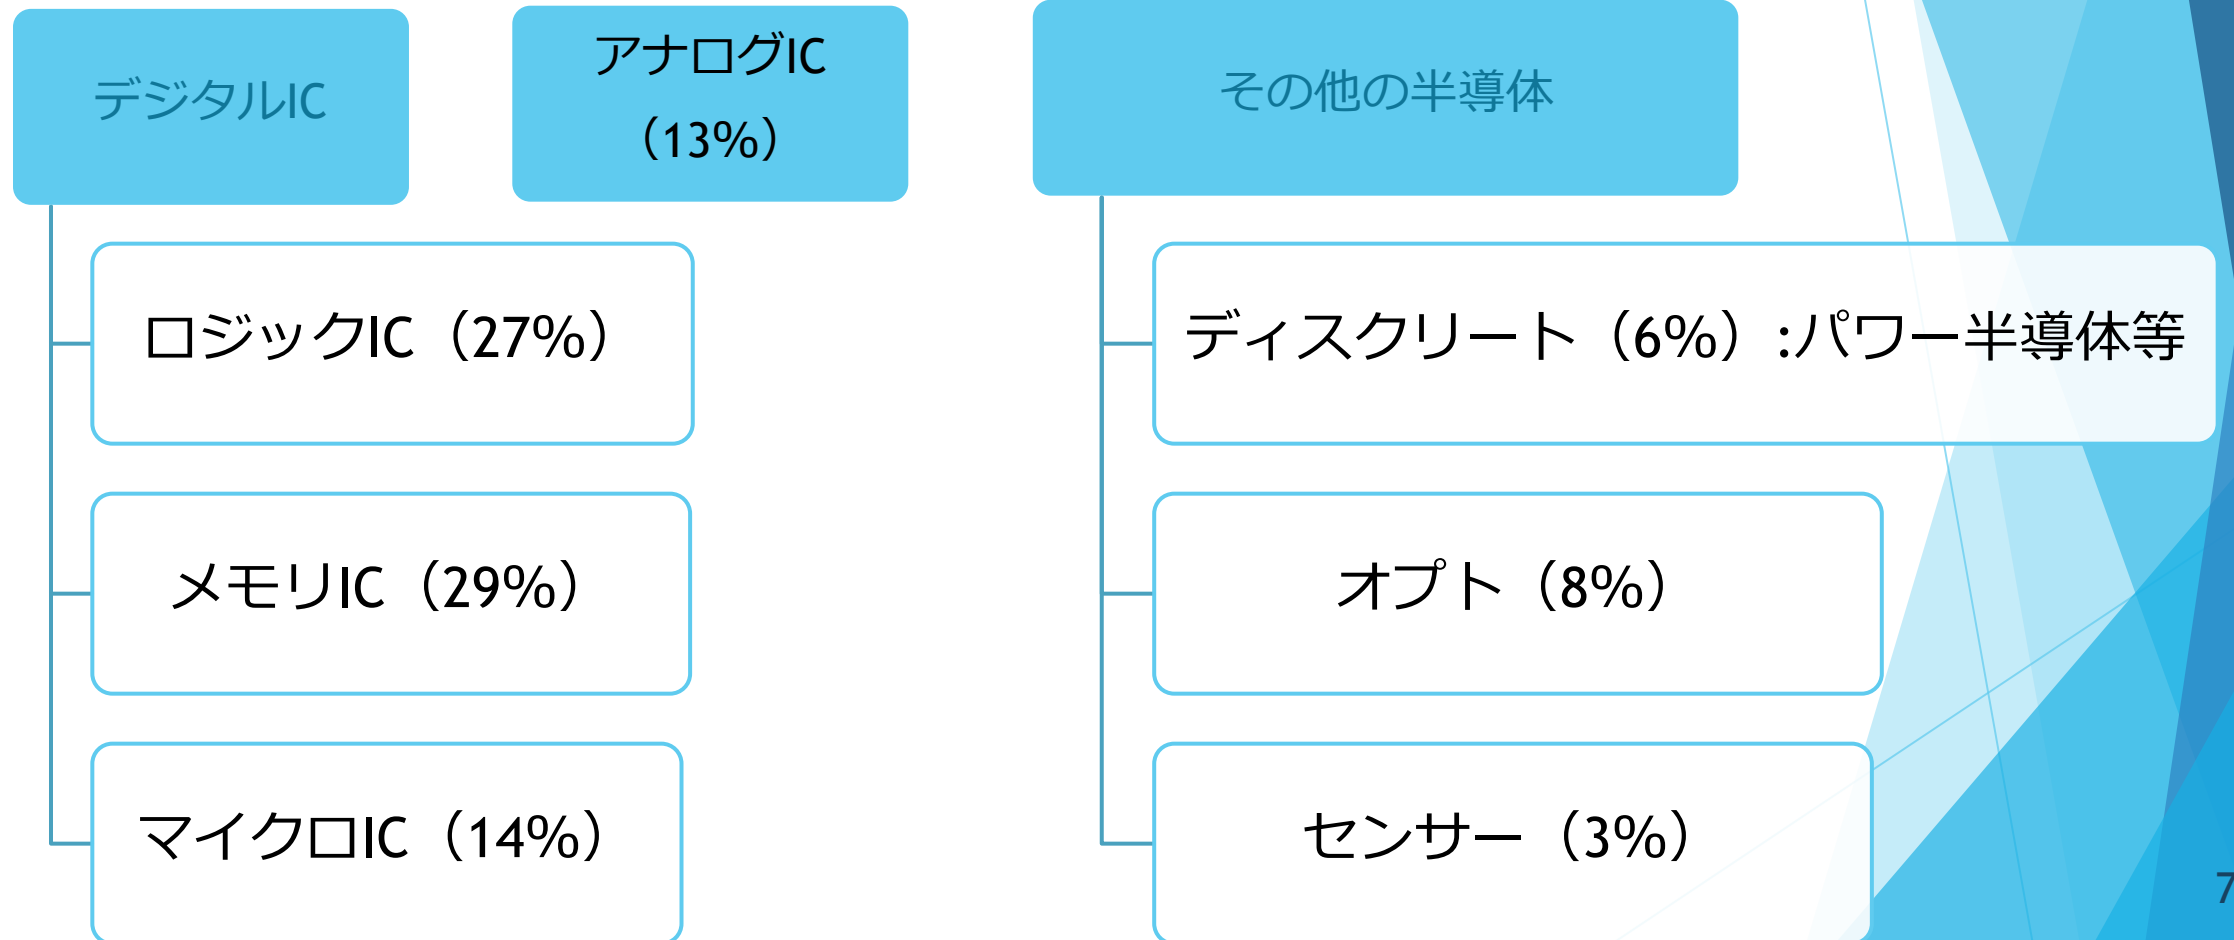 デジタルIC
ロジックIC（27%）
メモリIC（29%）
マイクロIC（14%）
アナログIC
（13%）
その他の半導体
ディスクリート（6%）:パワー半導体等
オプト（8%）
センサー（3%）
7